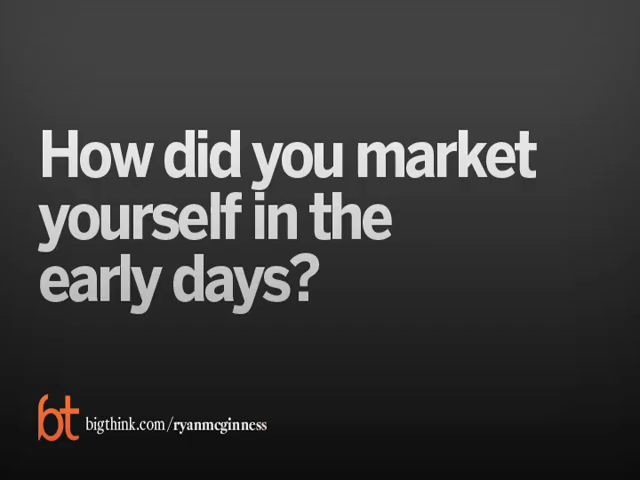 How did you market
yourself in the
early days?
bt bigthink.com/ryanmcginness